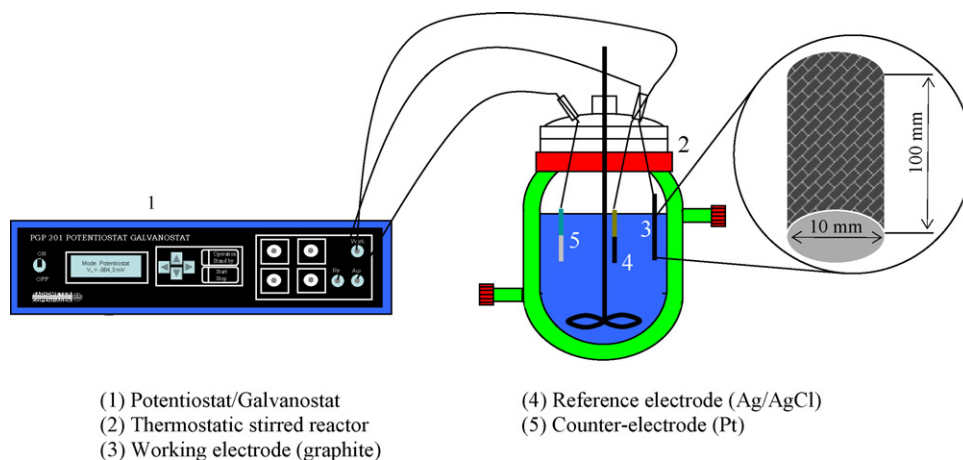 1
PGP 201 POTENTIOSTAT GALVANOSTAT
ON
OFF
Mode: Potentiostat
Operation
Stand by
Start
Stop
Work
Re
Aux
2
3
4
5
100 mm
10 mm
(1) Potentiostat/Galvanostat
(2) Thermostatic stirred reactor
(3) Working electrode (graphite)
(4) Reference electrode (Ag/AgCl)
(5) Counter-electrode (Pt)